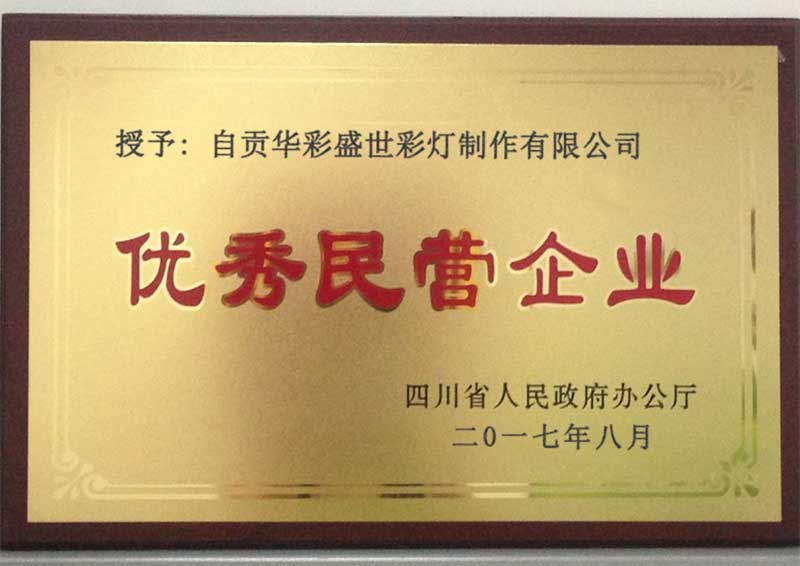 授予: 自贡华彩盛世彩灯制作有限公司
优秀民营企业
四川省人民政府办公厅
二0一七年八月